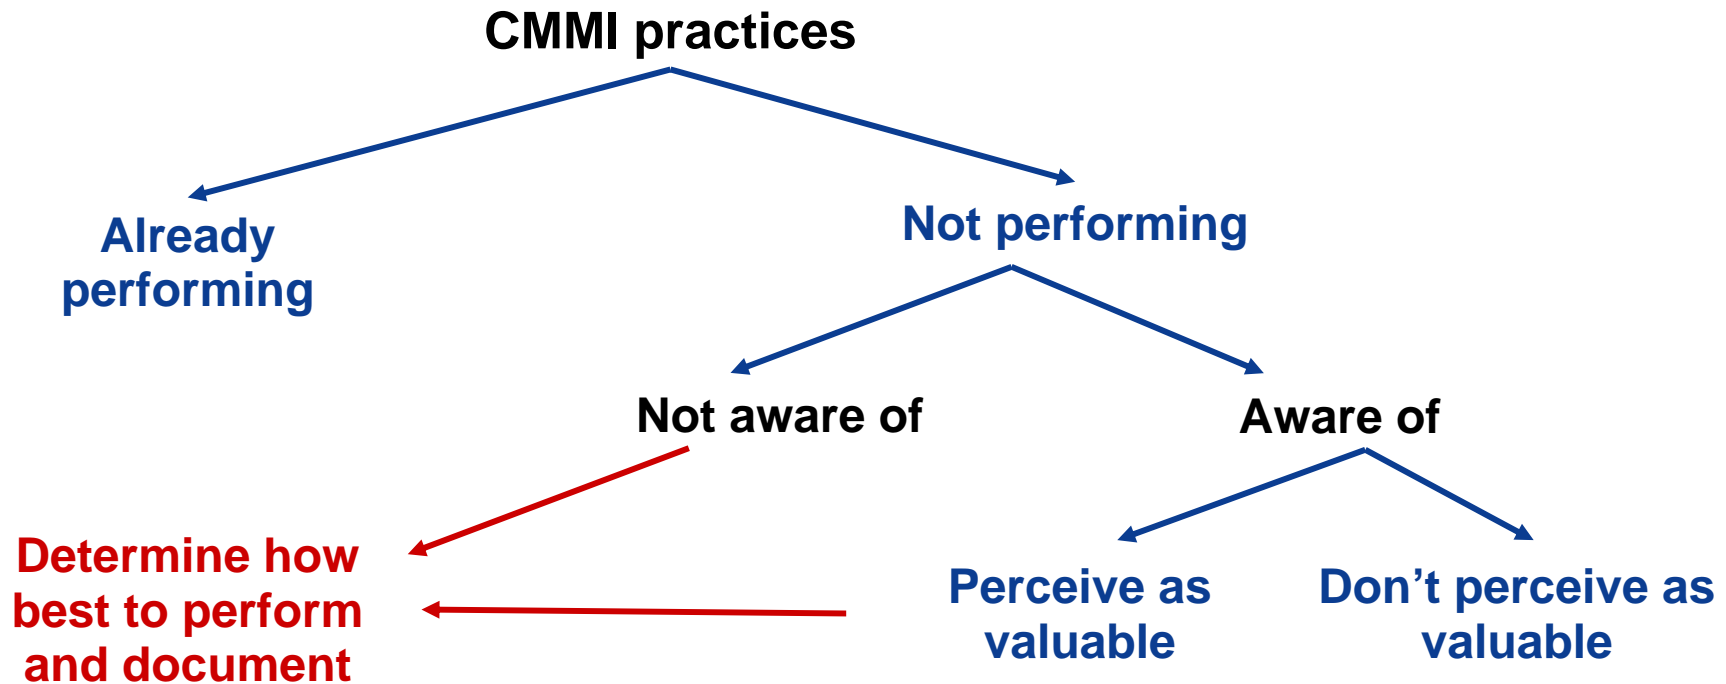 CMMI practices
Already
performing
Not performing
Not aware of
Aware of
Determine how
best to perform
and document
Perceive as
valuable
Don’t perceive as
valuable